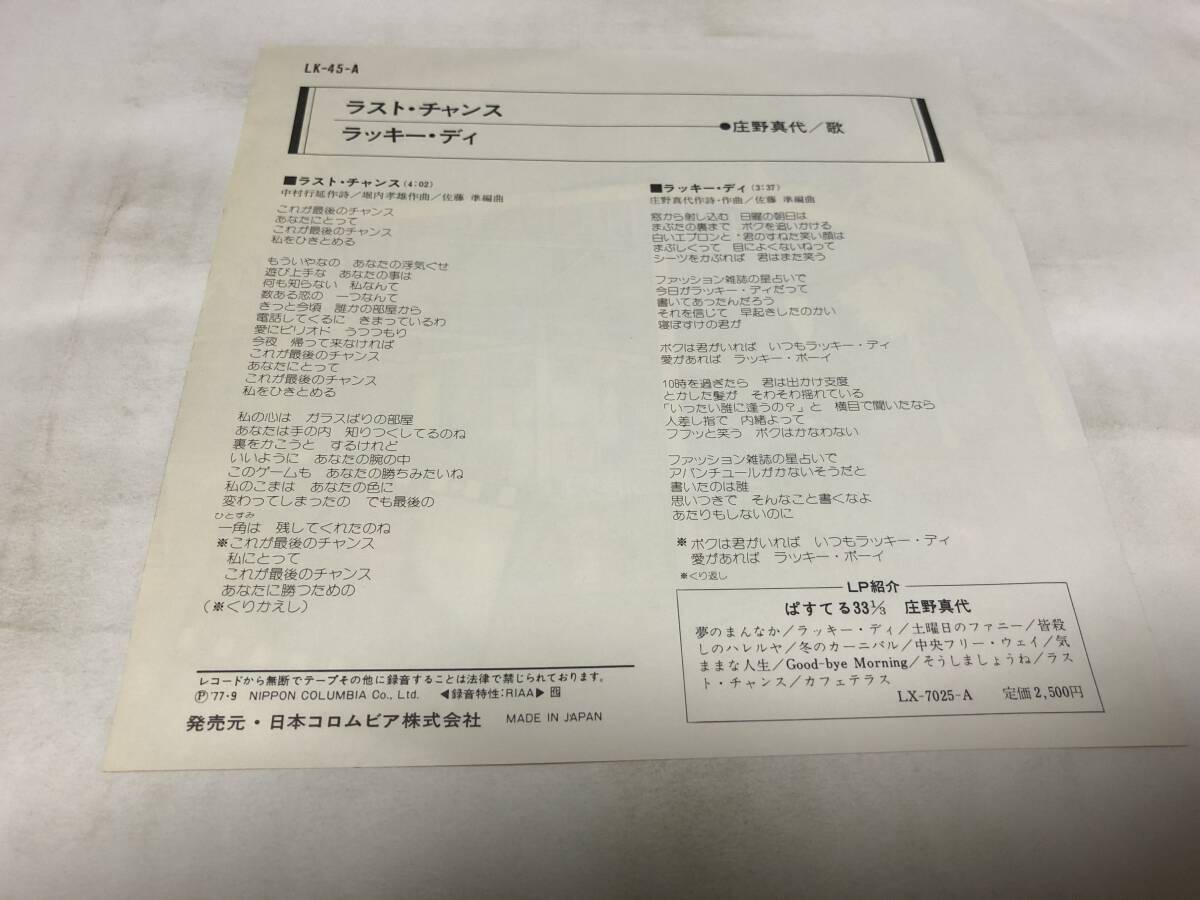 LK-45-A
ラスト・チャンス
ラッキー・ディ
●庄野真代／歌
■ラスト・チャンス(4:02)
中村行延作詩／堀内孝雄作曲／佐藤 準編曲
これが最後のチャンス
あなたにとって
これが最後のチャンス
私をひきとめる
もういやなの あなたの浮気ぐせ
遊び上手な あなたの事は
何も知らない 私なんて
数ある恋の 一つなんて
きっと今頃 誰かの部屋から
電話してくるに きまっているわ
愛にピリオド うつつもり
今夜 帰って来なければ
これが最後のチャンス
あなたにとって
これが最後のチャンス
私をひきとめる
私の心は ガラスばりの部屋
あなたは手の内 知りつくしてるのね
裏をかこうと するけれど
いいように あなたの腕の中
このゲームも あなたの勝ちみたいね
私のこまは あなたの色に
変わってしまったの でも最後の
ひとすみ
一角は 残してくれたのね
※これが最後のチャンス
私にとって
これが最後のチャンス
あなたに勝つための
(※くりかえし)
■ラッキー・ディ(3:37)
庄野真代作詩・作曲／佐藤 準編曲
窓から射し込む 日曜の朝日は
まぶたの裏まで ボクを追いかける
白いエプロンと 君のすねた笑い顔は
まぶしくって 目によくないねって
シーツをかぶれば 君はまた笑う
ファッション雑誌の星占いで
今日がラッキー・ディだって
書いてあったんだろう
それを信じて 早起きしたのかい
寝ぼすけの君が
ボクは君がいれば いつもラッキー・ディ
愛があれば ラッキー・ボーイ
10時を過ぎたら 君は出かけ支度
とかした髪が そわそわ揺れている
「いったい誰に逢うの？」と 横目で聞いたなら
人差し指で 内緒よって
フフッと笑う ボクはかなわない
ファッション雑誌の星占いで
アバンチュールがかないそうだと
書いたのは誰
思いつきで そんなこと書くなよ
あたりもしないのに
※ ボクは君がいれば いつもラッキー・ディ
愛があれば ラッキー・ボーイ
※くり返し
LP紹介
ぱすてる33⅓ 庄野真代
夢のまんなか／ラッキー・ディ／土曜日のファニー／皆殺
しのハレルヤ／冬のカーニバル／中央フリー・ウェイ／気
ままな人生／Good-bye Morning／そうしましょうね／ラス
ト・チャンス／カフェテラス
LX-7025-A 定価2,500円
レコードから無断でテープその他に録音することは法律で禁じられております。
Ⓟ'77・9 NIPPON COLUMBIA Co., Ltd. ◀録音特性:RIAA▶
発売元・日本コロムビア株式会社 MADE IN JAPAN